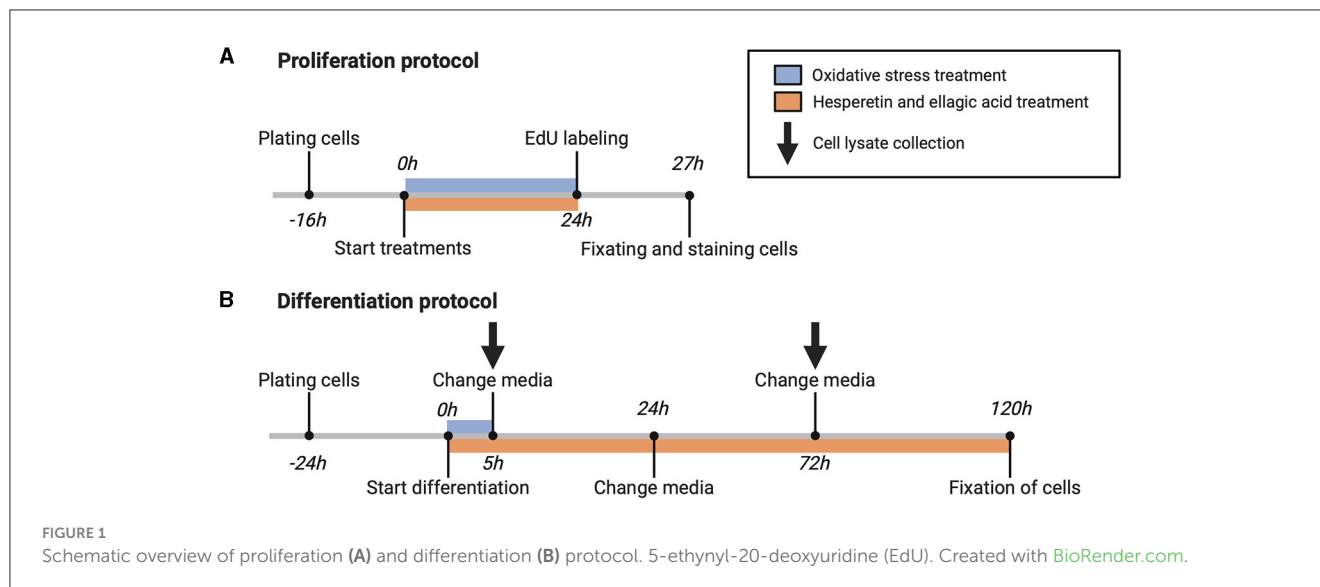 A Proliferation protocol
Oxidative stress treatment
Hesperetin and ellagic acid treatment
Cell lysate collection
Plating cells
EdU labeling
0h
27h
-16h
24h
Start treatments
Fixating and staining cells
B Differentiation protocol
Plating cells
Change media
Change media
0h
24h
120h
-24h
5h
72h
Start differentiation
Change media
Fixation of cells
FIGURE 1
Schematic overview of proliferation (A) and differentiation (B) protocol. 5-ethynyl-20-deoxyuridine (EdU). Created with BioRender.com.